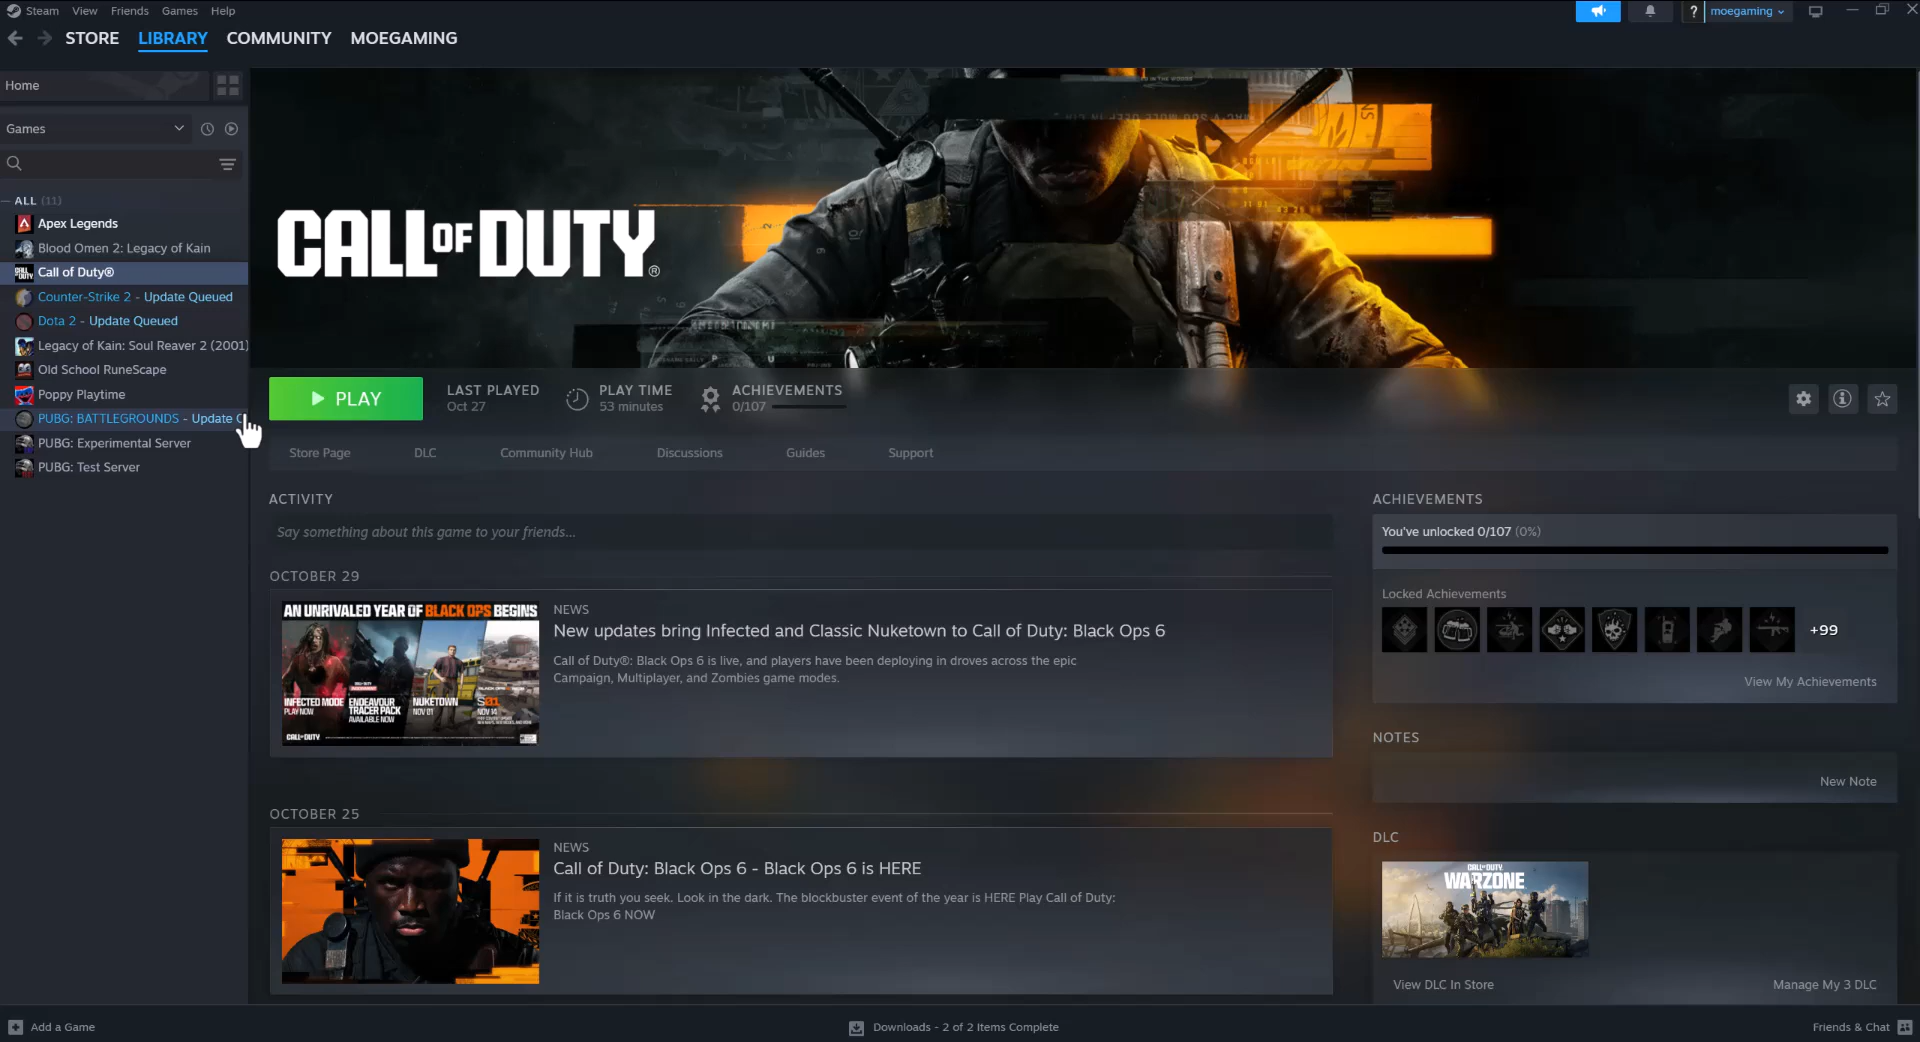 Steam View Friends Games Help
? moegaming
STORE LIBRARY COMMUNITY MOEGAMING
Home
Games
ALL (11)
Apex Legends
Blood Omen 2: Legacy of Kain
Call of Duty®
Counter-Strike 2 - Update Queued
Dota 2 - Update Queued
Legacy of Kain: Soul Reaver 2 (2001)
Old School RuneScape
Poppy Playtime
PUBG: BATTLEGROUNDS - Update
PUBG: Experimental Server
PUBG: Test Server
CALL OF DUTY®
PLAY
LAST PLAYED
Oct 27
PLAY TIME
53 minutes
ACHIEVEMENTS
0/107
Store Page DLC Community Hub Discussions Guides Support
ACTIVITY
Say something about this game to your friends...
OCTOBER 29
AN UNRIVALED YEAR OF BLACK OPS BEGINS
INFECTED MODE
PLAY NOW
ENDEAVOUR
TRACER PACK
AVAILABLE NOW
NUKETOWN
NOV 01
S01
NOV 14
CALL OF DUTY
NEWS
New updates bring Infected and Classic Nuketown to Call of Duty: Black Ops 6
Call of Duty®: Black Ops 6 is live, and players have been deploying in droves across the epic
Campaign, Multiplayer, and Zombies game modes.
OCTOBER 25
NEWS
Call of Duty: Black Ops 6 - Black Ops 6 is HERE
If it is truth you seek. Look in the dark. The blockbuster event of the year is HERE Play Call of Duty:
Black Ops 6 NOW
ACHIEVEMENTS
You've unlocked 0/107 (0%)
Locked Achievements
+99
View My Achievements
NOTES
New Note
DLC
CALL OF DUTY
WARZONE
View DLC In Store
Manage My 3 DLC
Add a Game
Downloads - 2 of 2 Items Complete
Friends & Chat